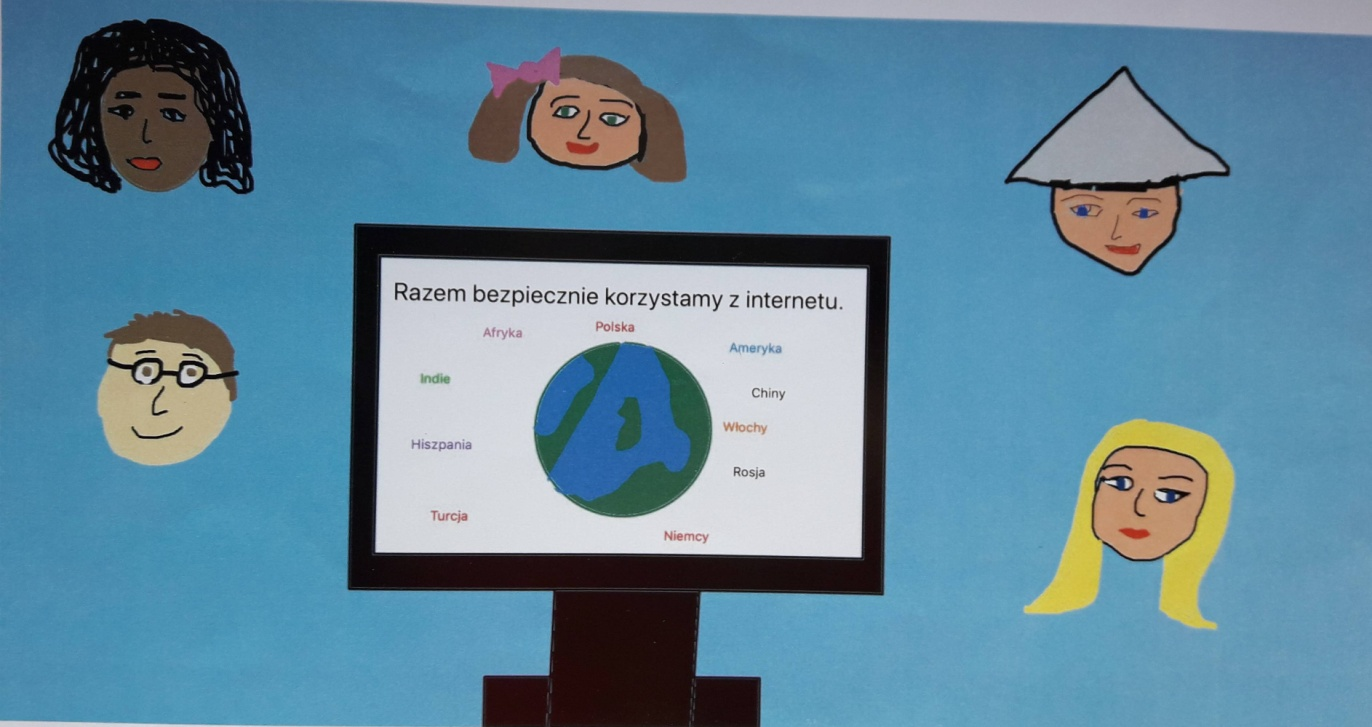 Razem bezpiecznie korzystamy z internetu.
Afryka
Polska
Ameryka
Indie
Chiny
Włochy
Hiszpania
Rosja
Turcja
Niemcy